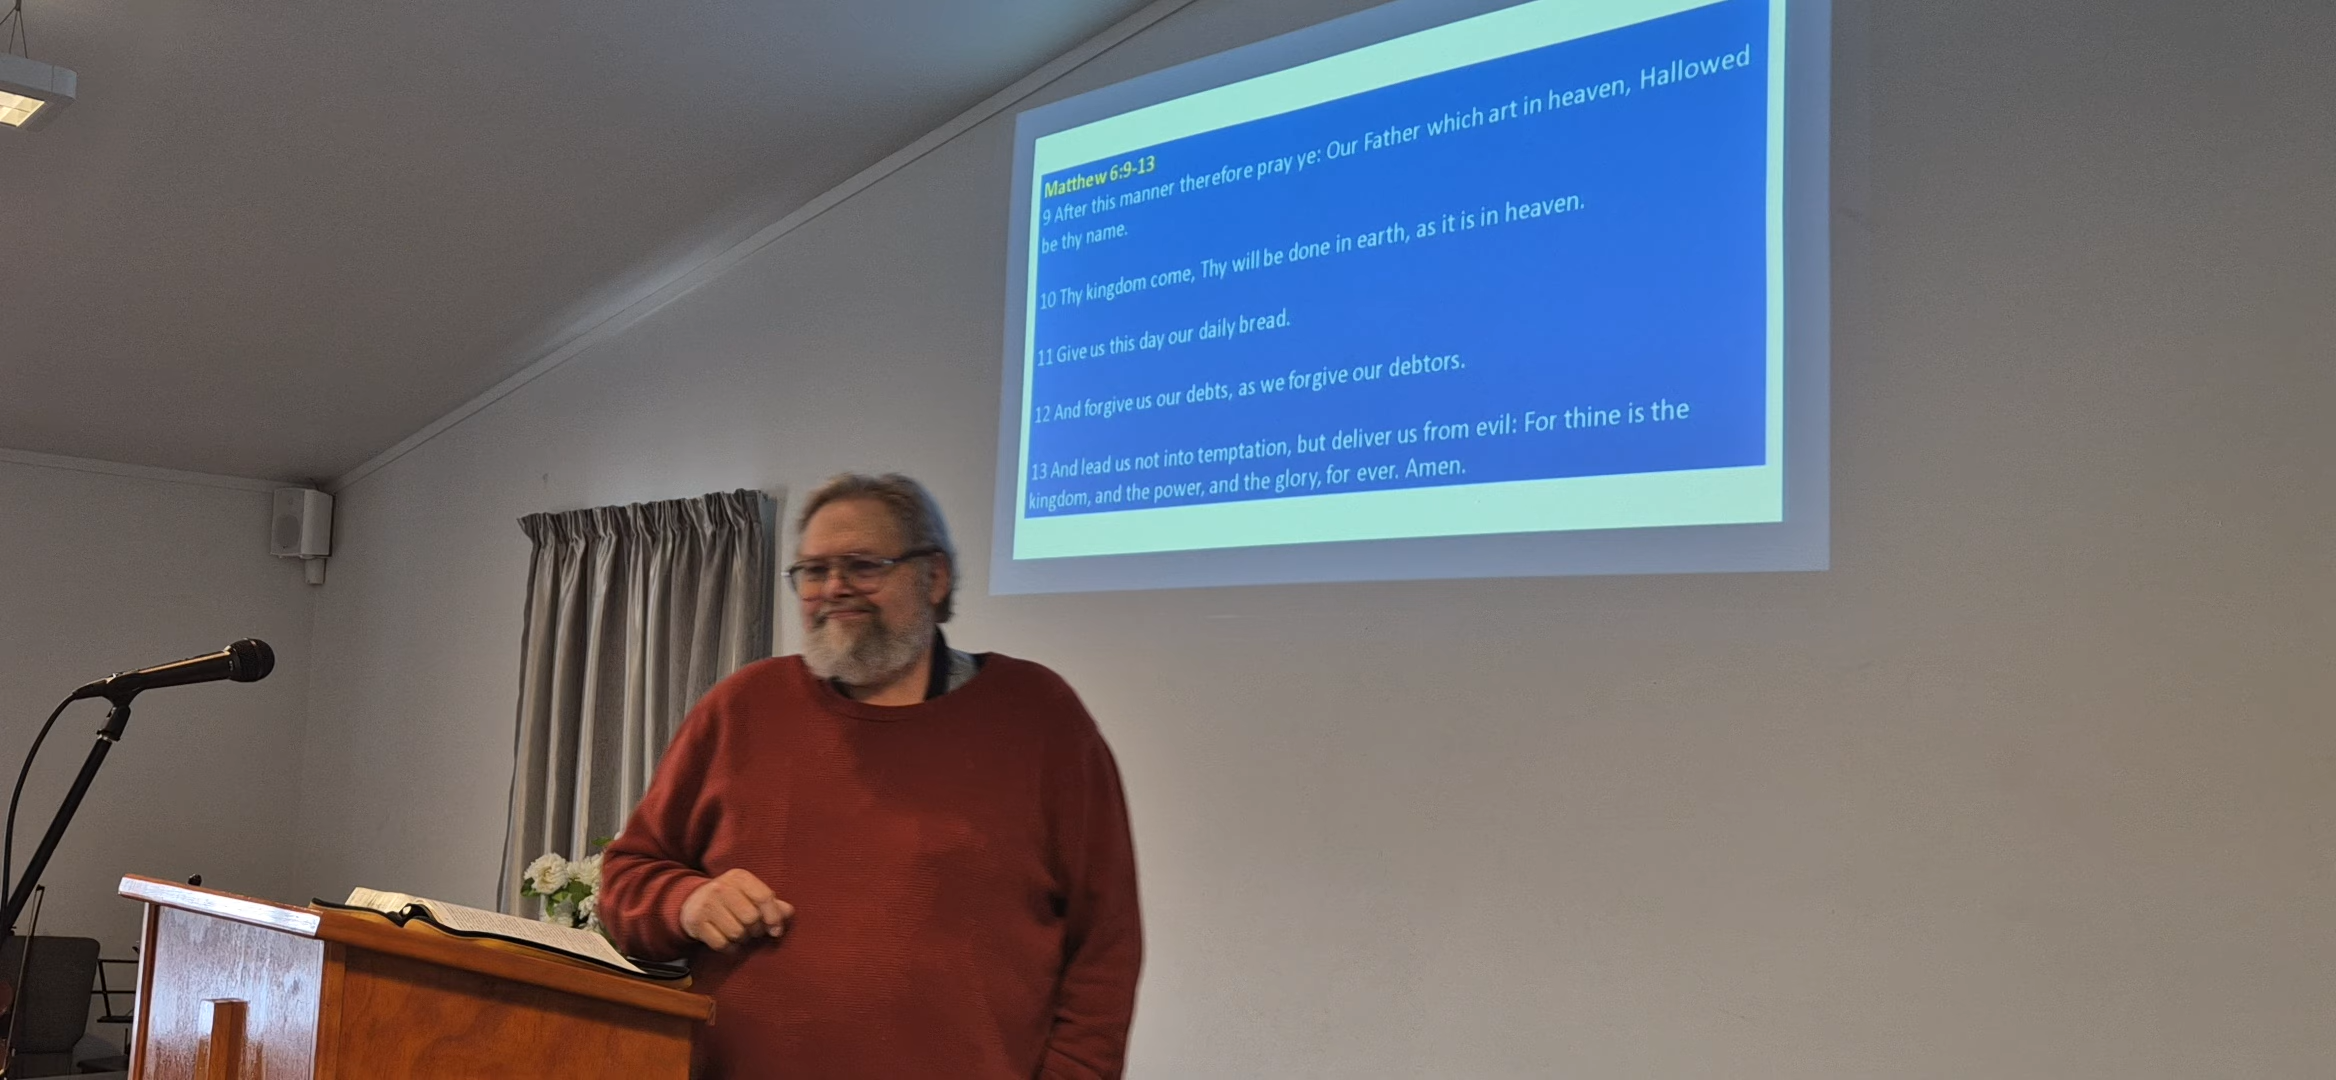 Matthew 6:9-13
9 After this manner therefore pray ye: Our Father which art in heaven, Hallowed
be thy name.
10 Thy kingdom come, Thy will be done in earth, as it is in heaven.
11 Give us this day our daily bread.
12 And forgive us our debts, as we forgive our debtors.
13 And lead us not into temptation, but deliver us from evil: For thine is the
kingdom, and the power, and the glory, for ever. Amen.